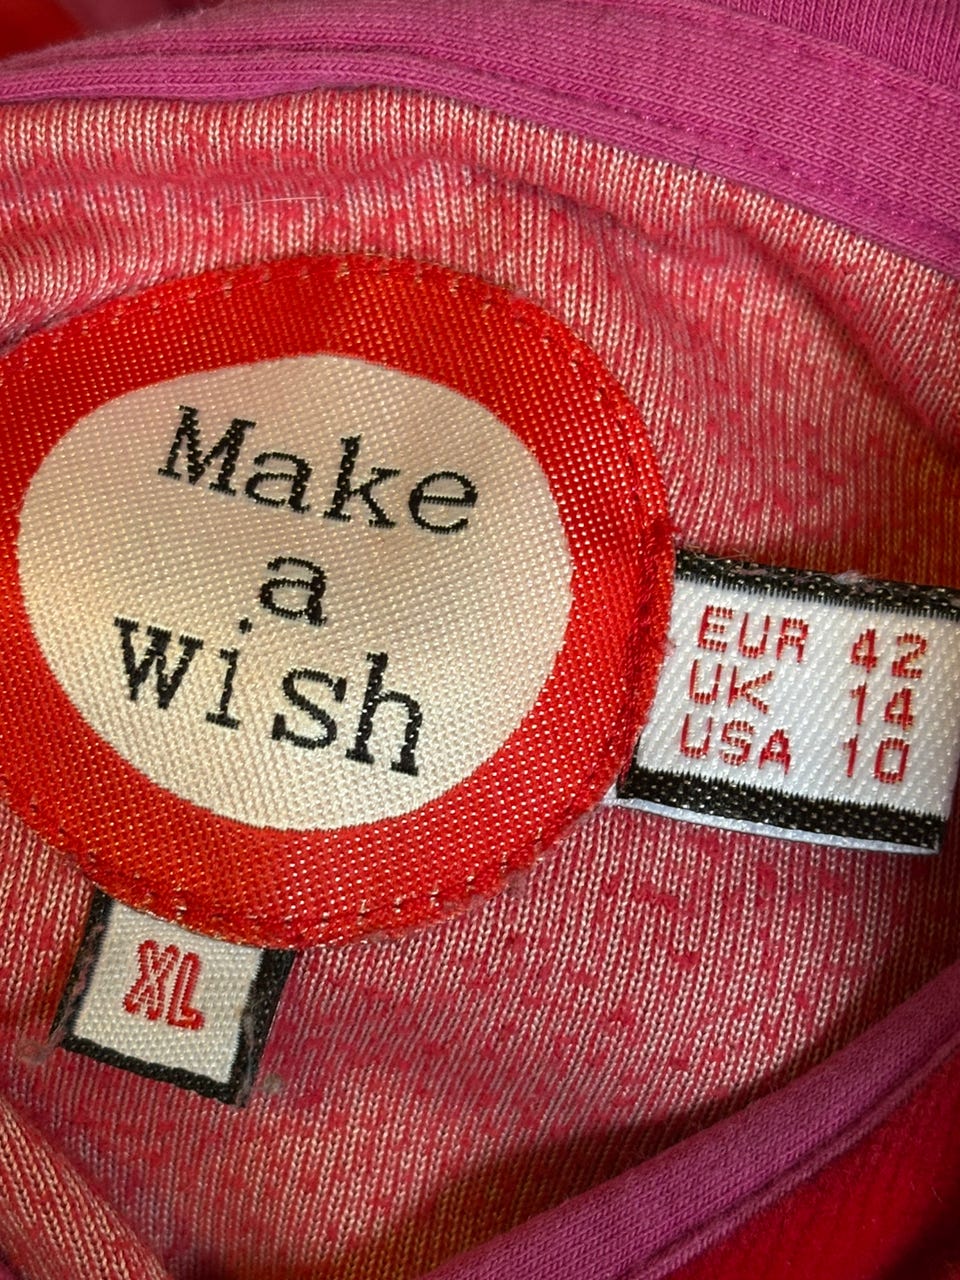 Make
a
wish
EUR 42
UK 14
USA 10
XL